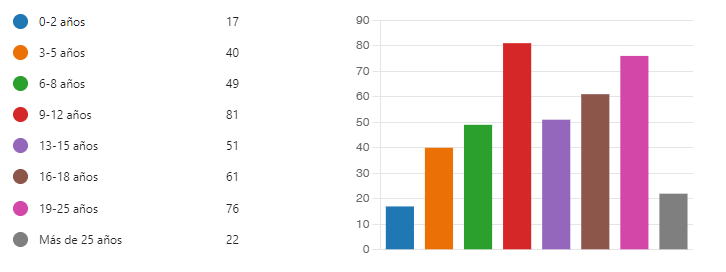 0-2 años 17
3-5 años 40
6-8 años 49
9-12 años 81
13-15 años 51
16-18 años 61
19-25 años 76
Más de 25 años 22
90
80
70
60
50
40
30
20
10
0